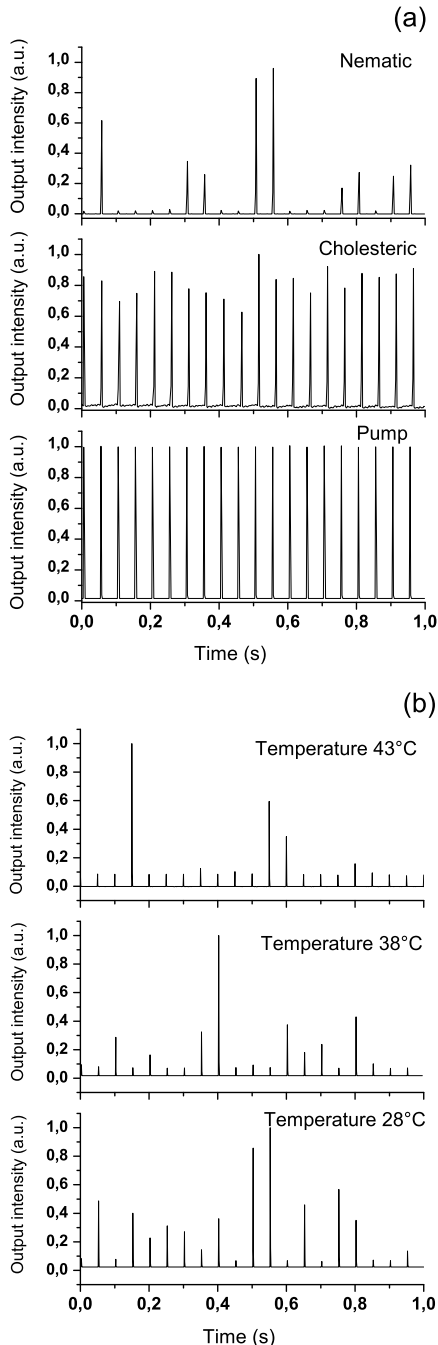 (a)
Nematic
Output intensity (a.u.)
1,0
0,8
0,6
0,4
0,2
0,0
Cholesteric
Output intensity (a.u.)
1,0
0,8
0,6
0,4
0,2
0,0
Pump
Output intensity (a.u.)
1,0
0,8
0,6
0,4
0,2
0,0
0,0 0,2 0,4 0,6 0,8 1,0
Time (s)
(b)
Temperature 43°C
Output intensity (a.u.)
1,0
0,8
0,6
0,4
0,2
0,0
Temperature 38°C
Output intensity (a.u.)
1,0
0,8
0,6
0,4
0,2
0,0
Temperature 28°C
Output intensity (a.u.)
1,0
0,8
0,6
0,4
0,2
0,0
0,0 0,2 0,4 0,6 0,8 1,0
Time (s)